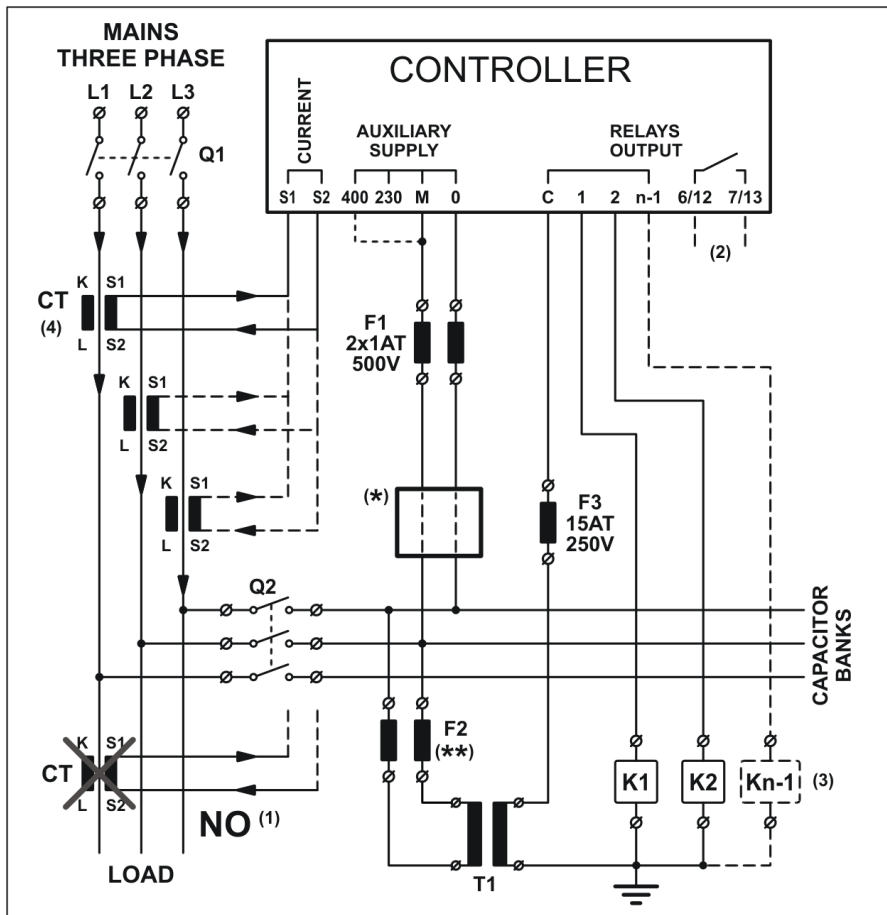 MAINS
THREE PHASE
L1 L2 L3
Q1
CONTROLLER
CURRENT
AUXILIARY
SUPPLY
RELAYS
OUTPUT
S1 S2 400 230 M 0 C 1 2 n-1 6/12 7/13
(2)
K S1
CT
(4)
L S2
F1
2x1AT
500V
K S1
L S2
K S1
L S2
(*)
F3
15AT
250V
Q2
CAPACITOR
BANKS
K S1
CT
L S2
NO (1)
F2
(**)
K1 K2 Kn-1 (3)
T1
LOAD